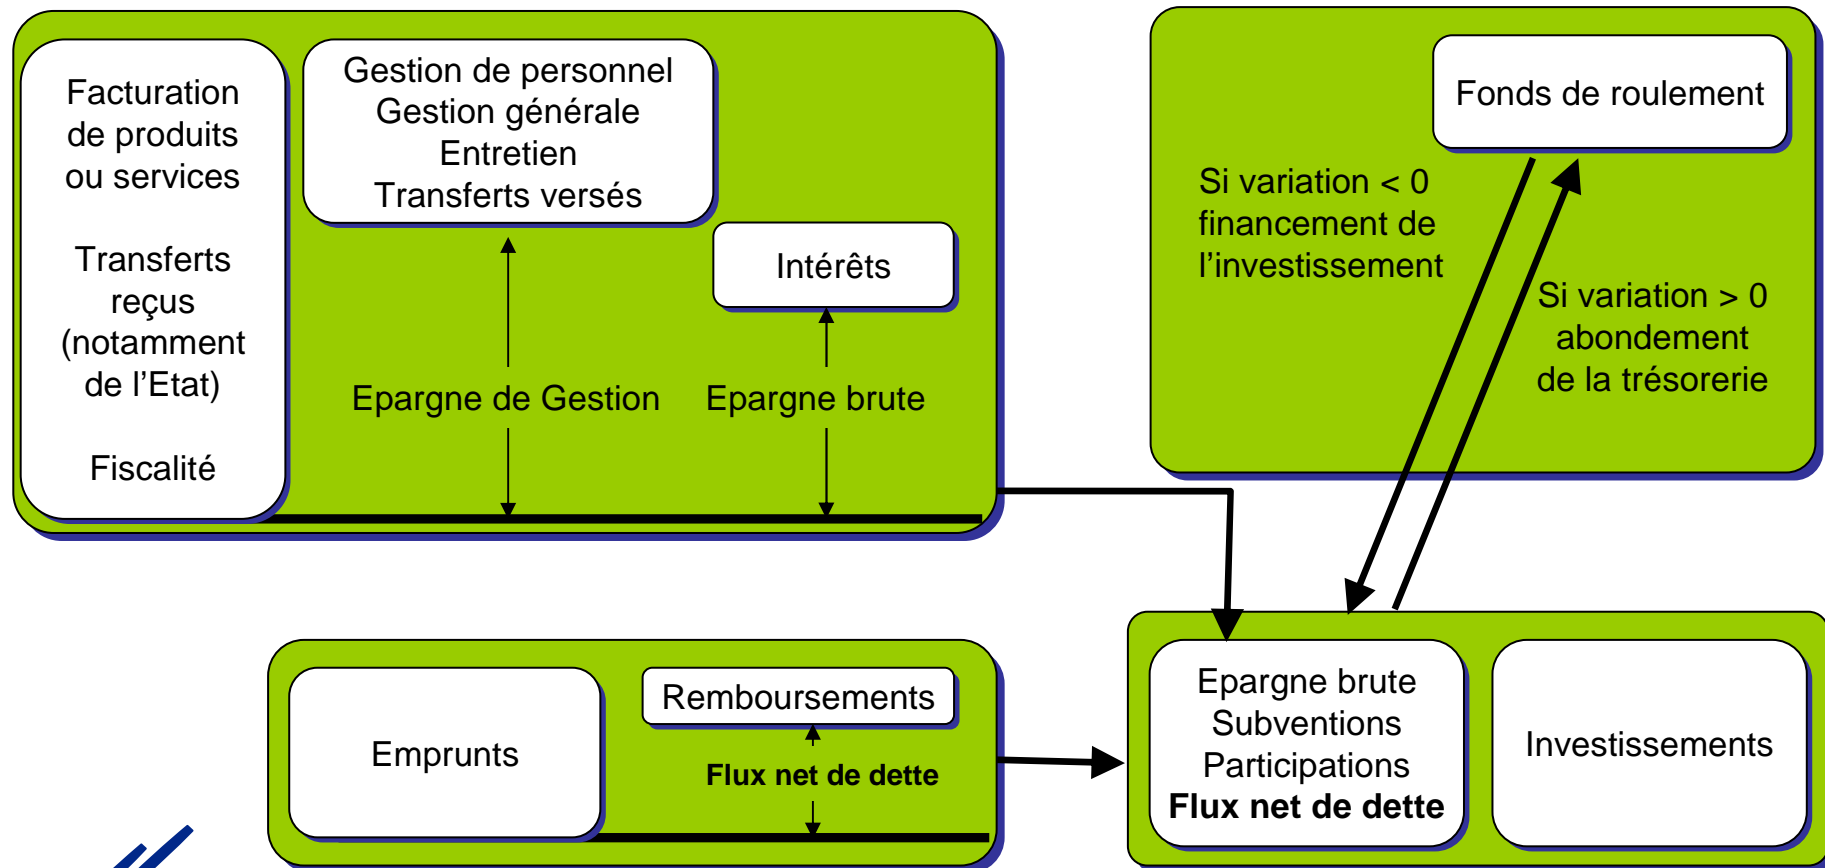 Facturation
de produits
ou services
Transferts
reçus
(notamment
de l'Etat)
Fiscalité
Gestion de personnel
Gestion générale
Entretien
Transferts versés
Intérêts
Epargne de Gestion
Epargne brute
Fonds de roulement
Si variation < 0
financement de
l'investissement
Si variation > 0
abondement
de la trésorerie
Emprunts
Remboursements
Flux net de dette
Epargne brute
Subventions
Participations
Flux net de dette
Investissements